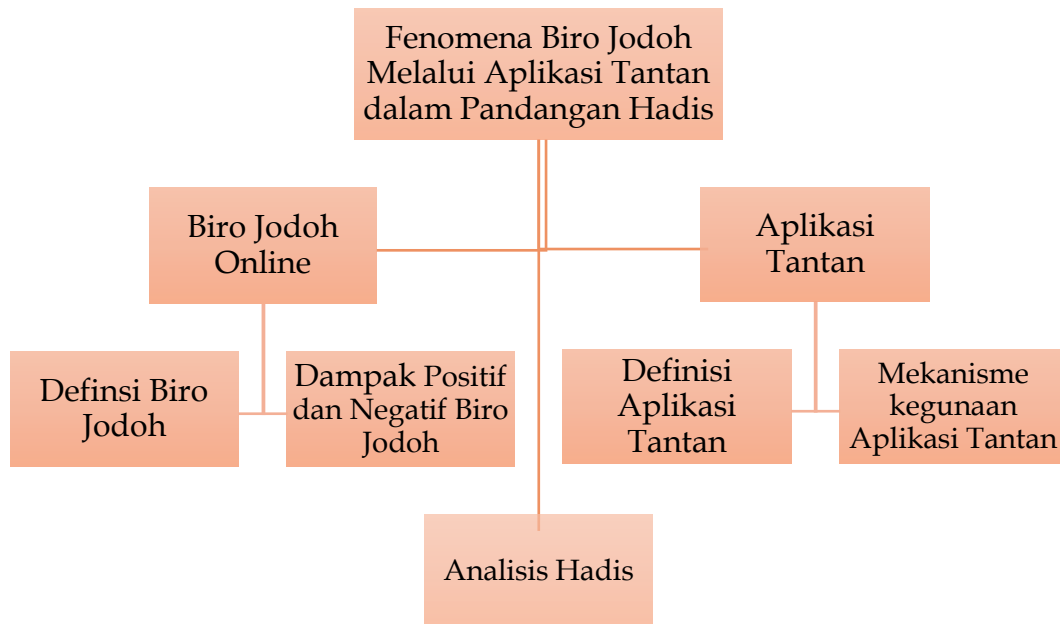 Fenomena Biro Jodoh
Melalui Aplikasi Tantan
dalam Pandangan Hadis
Biro Jodoh
Online
Aplikasi
Tantan
Definsi Biro
Jodoh
Dampak Positif
dan Negatif Biro
Jodoh
Definisi
Aplikasi
Tantan
Mekanisme
kegunaan
Aplikasi Tantan
Analisis Hadis